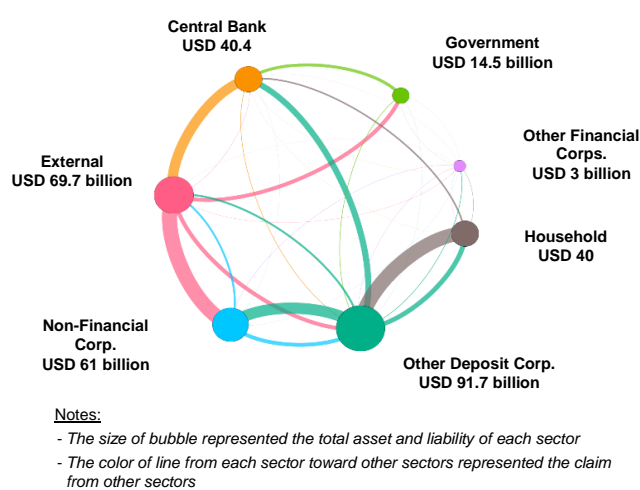 Central Bank
USD 40.4
Government
USD 14.5 billion
Other Financial
Corps.
USD 3 billion
External
USD 69.7 billion
Household
USD 40
Non-Financial
Corp.
USD 61 billion
Other Deposit Corp.
USD 91.7 billion
Notes:
- The size of bubble represented the total asset and liability of each sector
- The color of line from each sector toward other sectors represented the claim
from other sectors